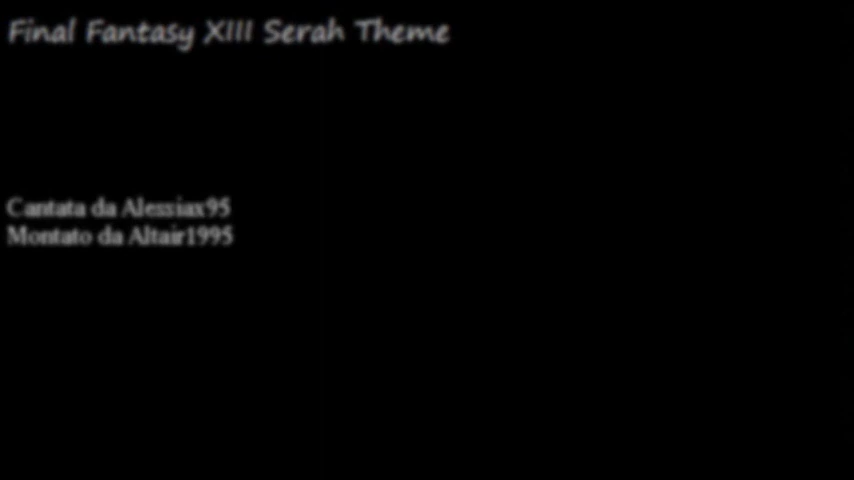 Final Fantasy XIII Serah Theme
Cantata da Alessiax95
Montato da Altair1995